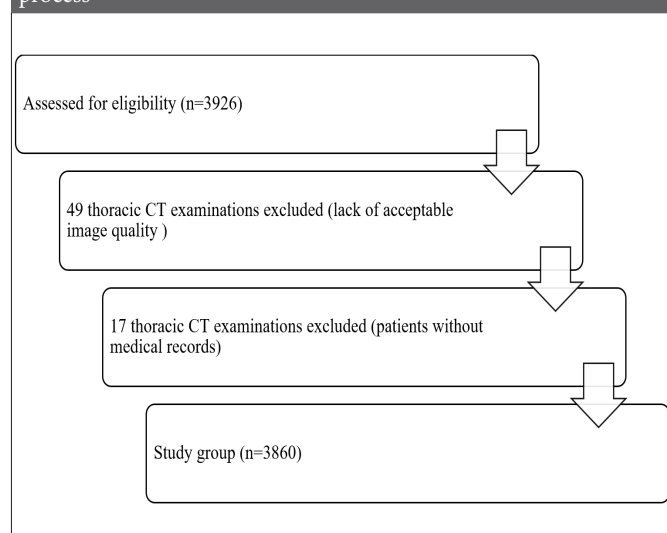 process
Assessed for eligibility (n=3926)
49 thoracic CT examinations excluded (lack of acceptable
image quality )
17 thoracic CT examinations excluded (patients without
medical records)
Study group (n=3860)